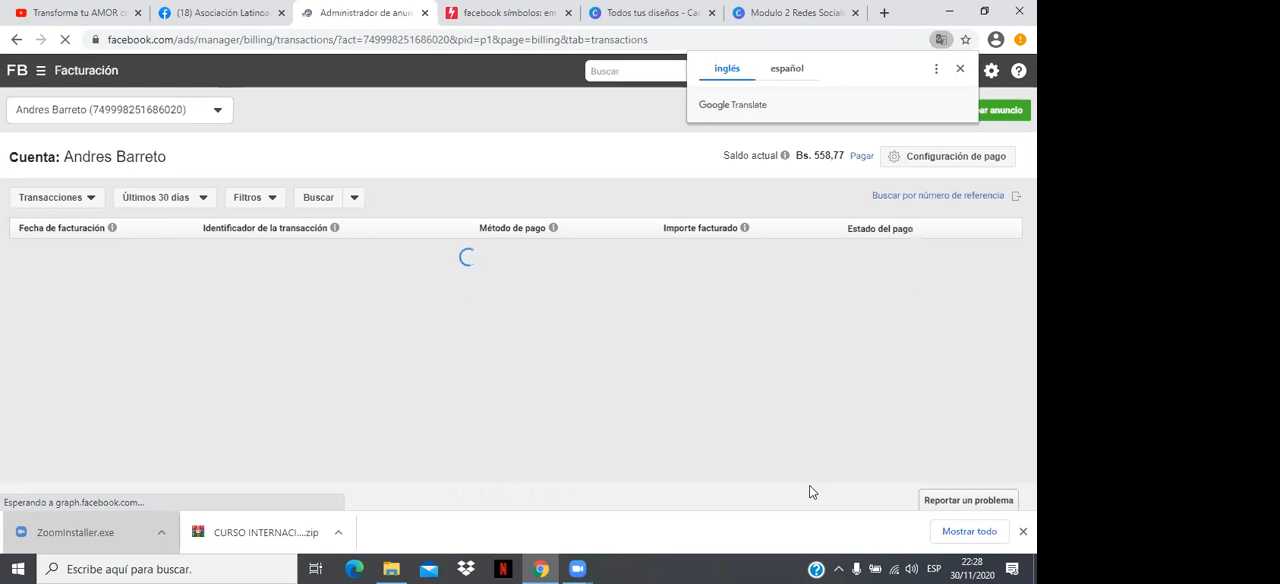 Transforma tu AMOR c
(18) Asociación Latinoa
Administrador de anun
facebook símbolos: em
Todos tus diseños - Ca
Modulo 2 Redes Sociale
facebook.com/ads/manager/billing/transactions/?act=749998251686020&pid=p1&page=billing&tab=transactions
FB
Facturación
Buscar
inglés
español
Google Translate
Andres Barreto (749998251686020)
ar anuncio
Cuenta: Andres Barreto
Saldo actual
Bs. 558,77
Pagar
Configuración de pago
Transacciones
Últimos 30 días
Filtros
Buscar
Buscar por número de referencia
Fecha de facturación
Identificador de la transacción
Método de pago
Importe facturado
Estado del pago
Esperando a graph.facebook.com...
Reportar un problema
ZoomInstaller.exe
CURSO INTERNACI....zip
Mostrar todo
Escribe aquí para buscar.
ESP
22:28
30/11/2020